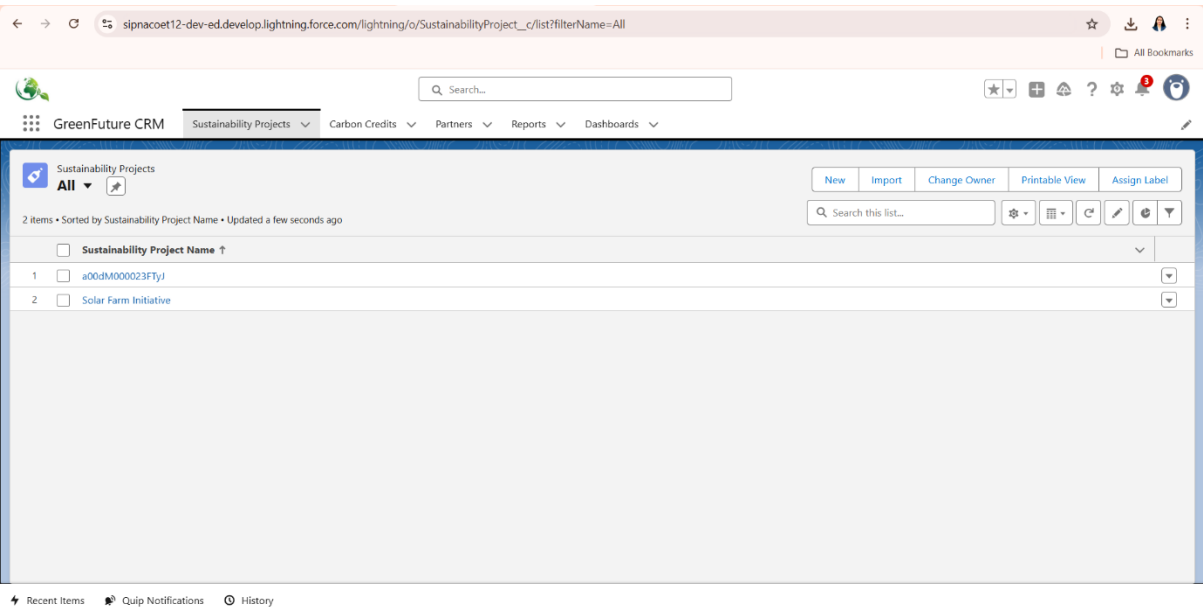 sipnacoet12-dev-ed.develop.lightning.force.com/lightning/o/SustainabilityProject__c/list?filterName=All
All Bookmarks
Search...
3
GreenFuture CRM Sustainability Projects Carbon Credits Partners Reports Dashboards
Sustainability Projects
All
New Import Change Owner Printable View Assign Label
2 items • Sorted by Sustainability Project Name • Updated a few seconds ago
Search this list...
Sustainability Project Name ↑
1 a00dM000023FTyJ
2 Solar Farm Initiative
Recent Items Quip Notifications History